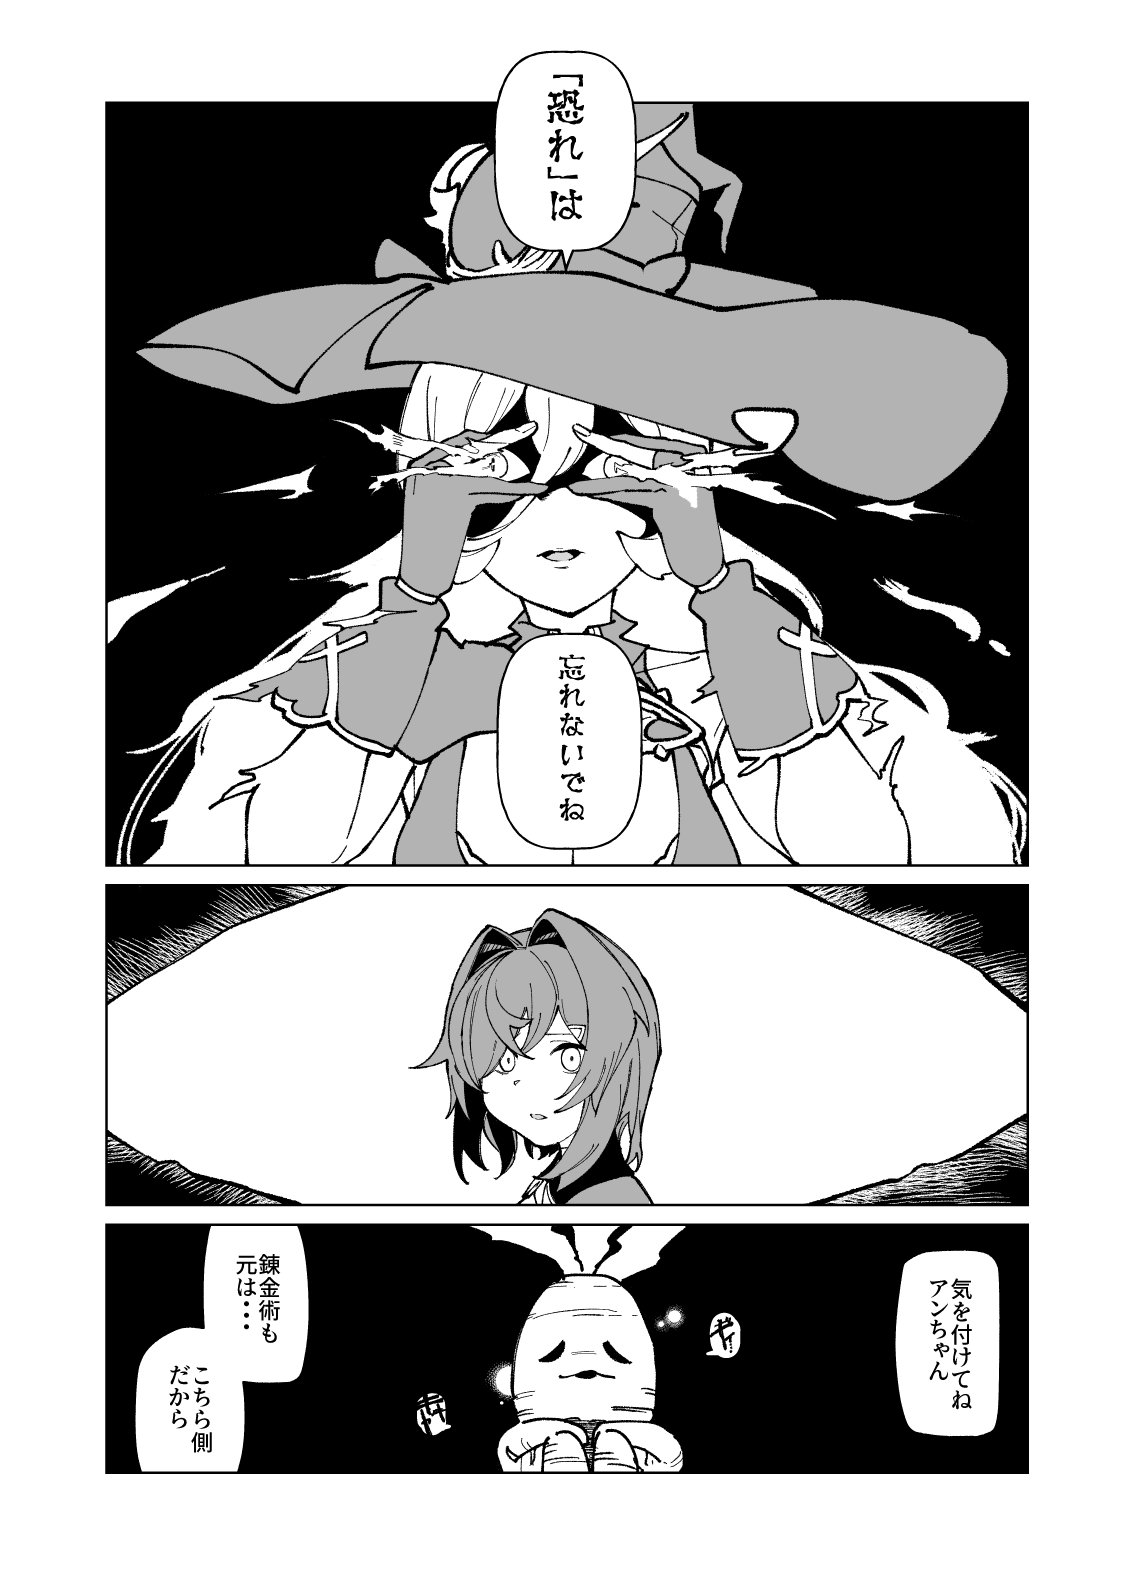 「恐れ」は
忘れないでね
気を付けてね
アンちゃん
錬金術も
元は・・・
こちら側
だから